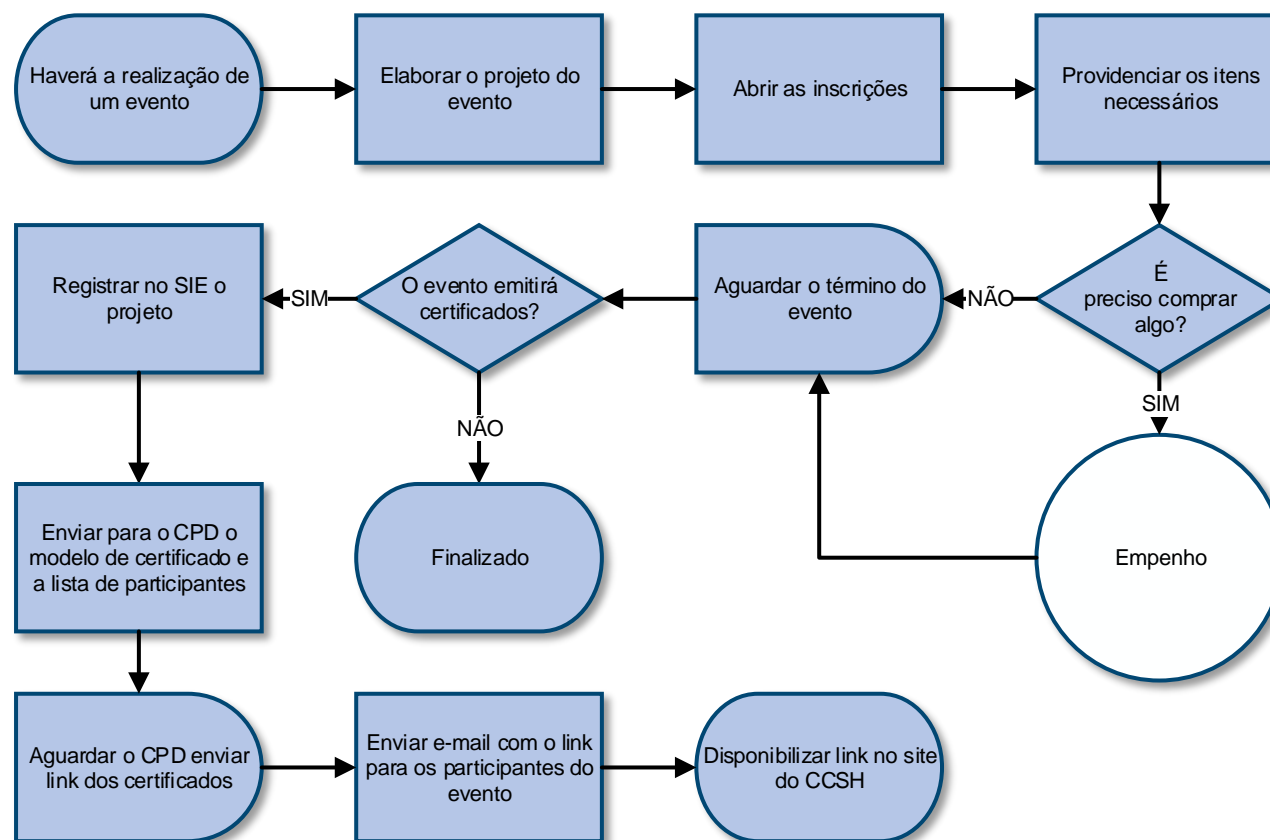 Haverá a realização de
um evento
Elaborar o projeto do
evento
Abrir as inscrições
Providenciar os itens
necessários
Registrar no SIE o
projeto
SIM
O evento emitirá
certificados?
Aguardar o término do
evento
NÃO
É
preciso comprar
algo?
SIM
NÃO
Enviar para o CPD o
modelo de certificado e
a lista de participantes
Finalizado
Empenho
Aguardar o CPD enviar
link dos certificados
Enviar e-mail com o link
para os participantes do
evento
Disponibilizar link no site
do CCSH